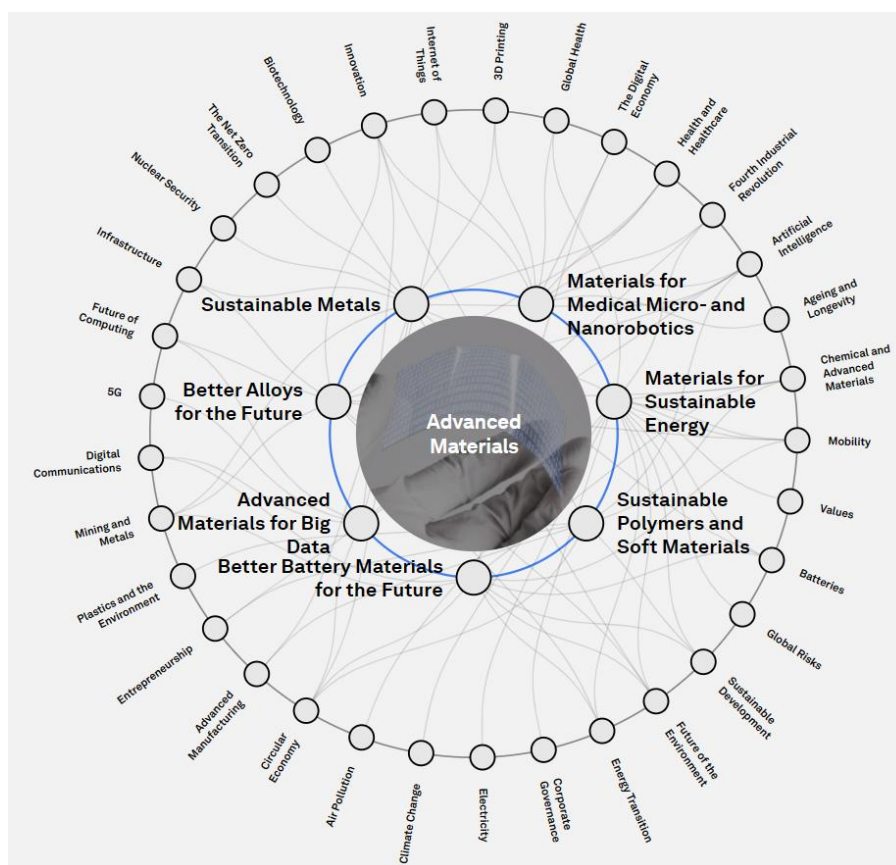 Internet of
Things
3D Printing
Global Health
The Digital
Economy
Health and
Healthcare
Fourth Industrial
Revolution
Artificial
Intelligence
Ageing and
Longevity
Chemical and
Advanced
Materials
Mobility
Values
Batteries
Global Risks
Sustainable
Development
Future of the
Environment
Energy Transition
Corporate
Governance
Electricity
Climate Change
Air Pollution
Circular
Economy
Advanced
Manufacturing
Entrepreneurship
Plastics and the
Environment
Mining and
Metals
Digital
Communications
5G
Future of
Computing
Infrastructure
Nuclear Security
The Net Zero
Transition
Biotechnology
Innovation
Sustainable Metals
Materials for
Medical Micro- and
Nanorobotics
Better Alloys
for the Future
Materials for
Sustainable
Energy
Advanced
Materials
Advanced
Materials for Big
Data
Sustainable
Polymers and
Soft Materials
Better Battery Materials
for the Future